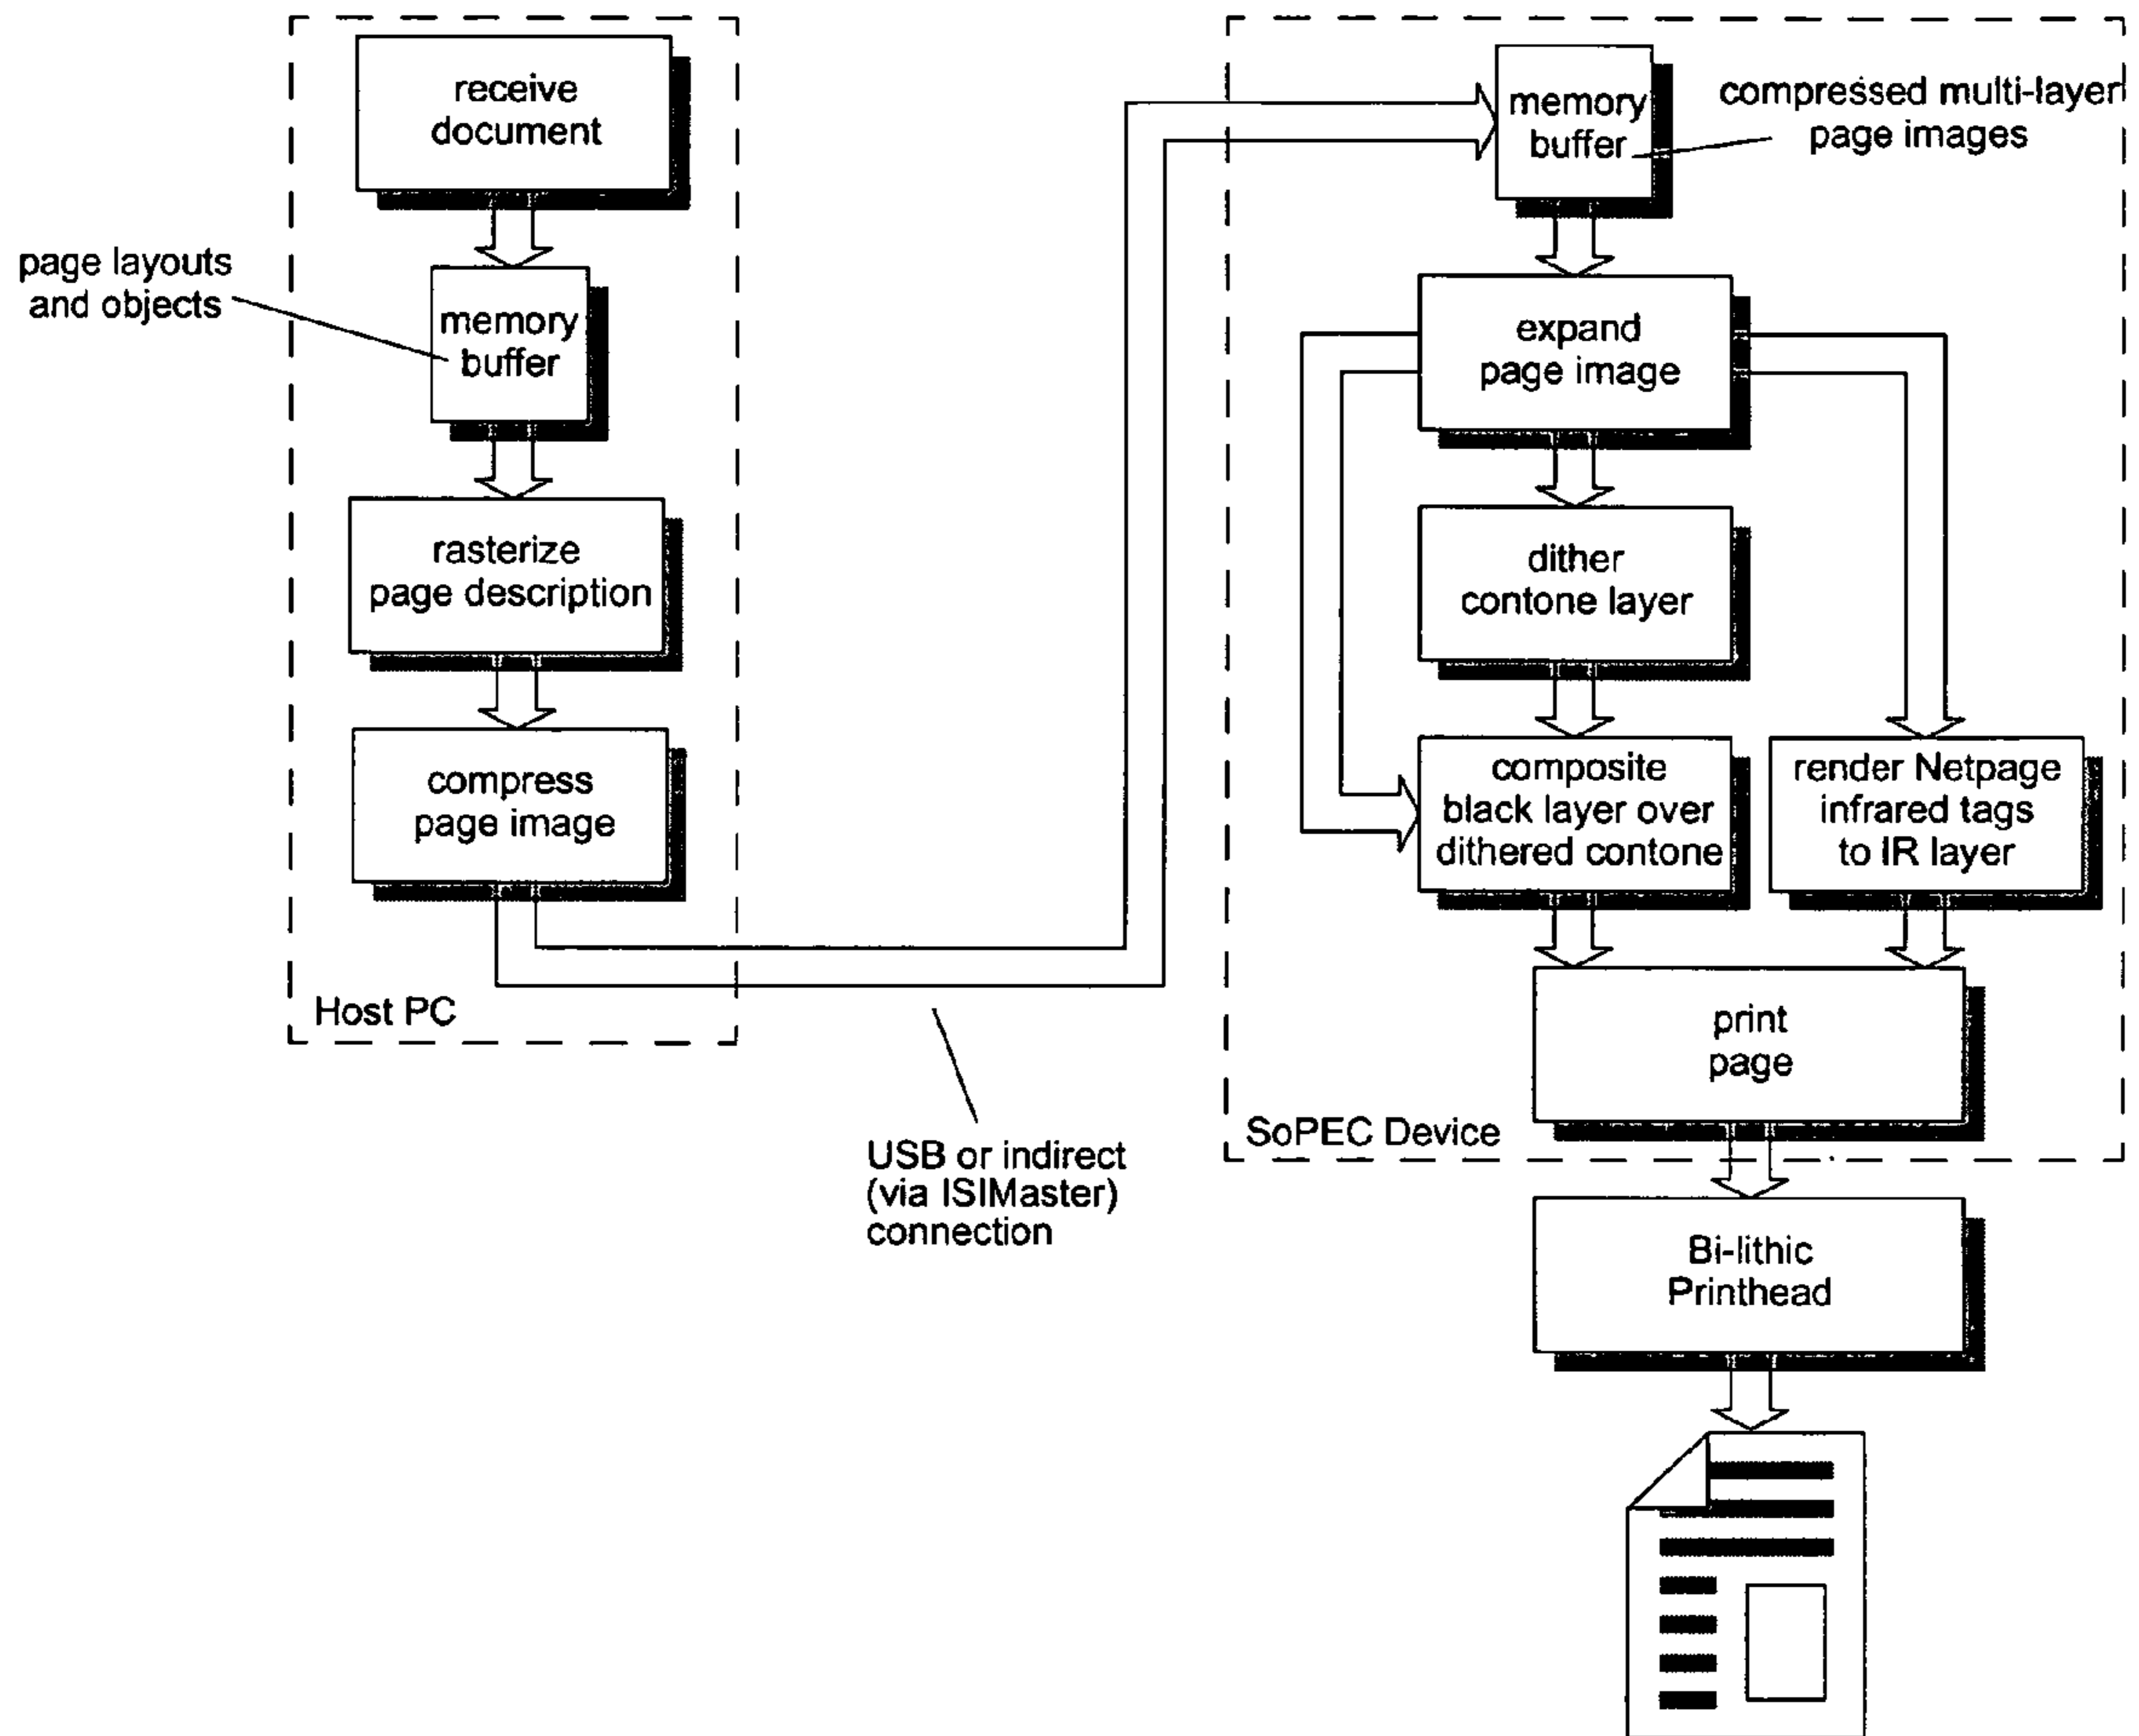 receive
document
page layouts
and objects
memory
buffer
rasterize
page description
compress
page image
Host PC
USB or indirect
(via ISIMaster)
connection
memory
buffer
compressed multi-layer
page images
expand
page image
dither
contone layer
composite
black layer over
dithered contone
render Netpage
infrared tags
to IR layer
print
page
SoPEC Device
Bi-lithic
Printhead